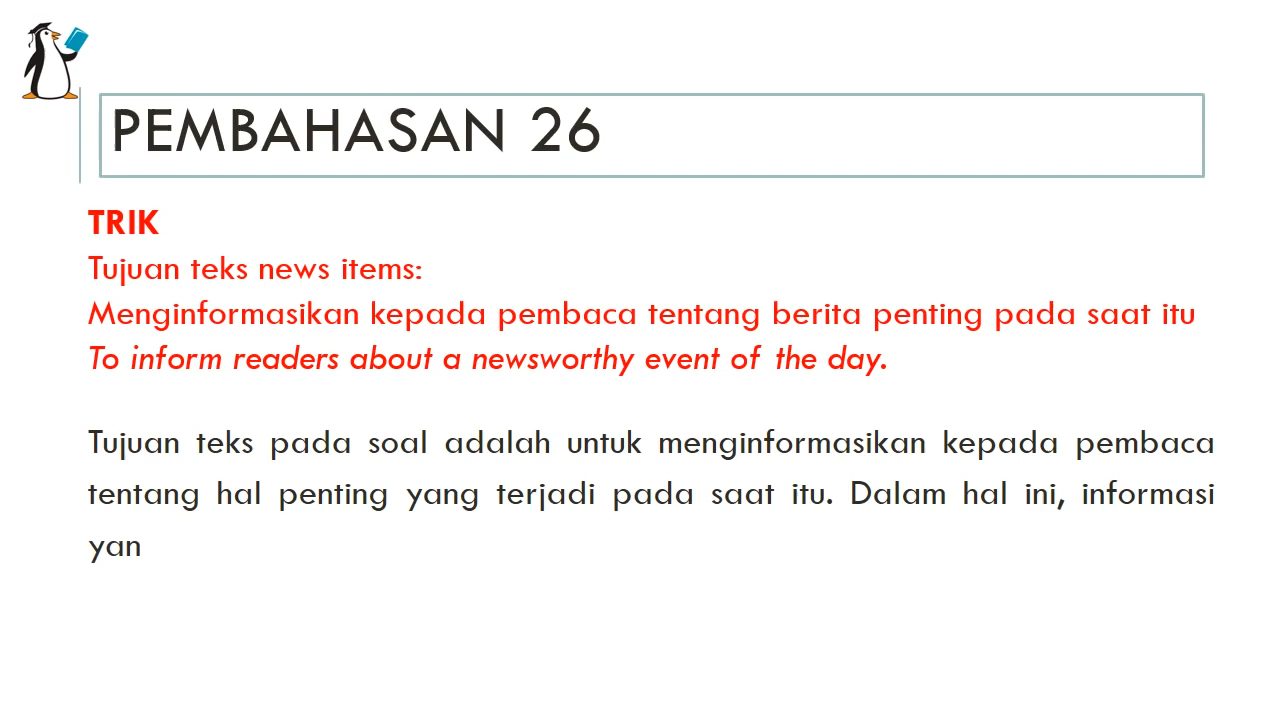 PEMBAHASAN 26
TRIK
Tujuan teks news items:
Menginformasikan kepada pembaca tentang berita penting pada saat itu
To inform readers about a newsworthy event of the day.
Tujuan teks pada soal adalah untuk menginformasikan kepada pembaca
tentang hal penting yang terjadi pada saat itu. Dalam hal ini, informasi
yan